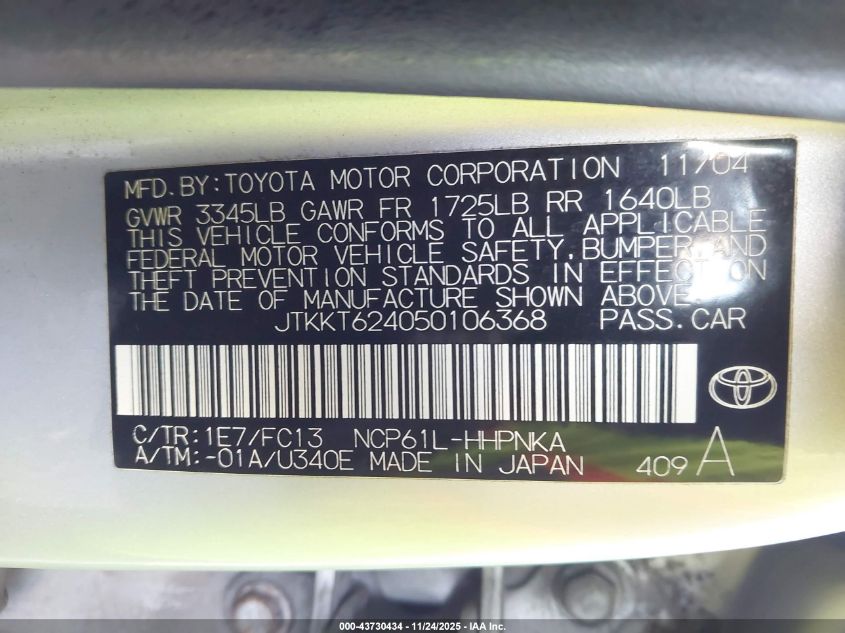 MFD. BY: TOYOTA MOTOR CORPORATION 11/04
GVWR 3345LB GAWR FR 1725LB RR 1640LB
THIS VEHICLE CONFORMS TO ALL APPLICABLE
FEDERAL MOTOR VEHICLE SAFETY, BUMPER, AND
THEFT PREVENTION STANDARDS IN EFFECT ON
THE DATE OF MANUFACTURE SHOWN ABOVE.
JTKKT624050106368 PASS. CAR
C/TR: 1E7/FC13 NCP61L-HHPNKA
A/TM: -01A/U340E MADE IN JAPAN 409 A
000-43730434 - 11/24/2025 - IAA Inc.